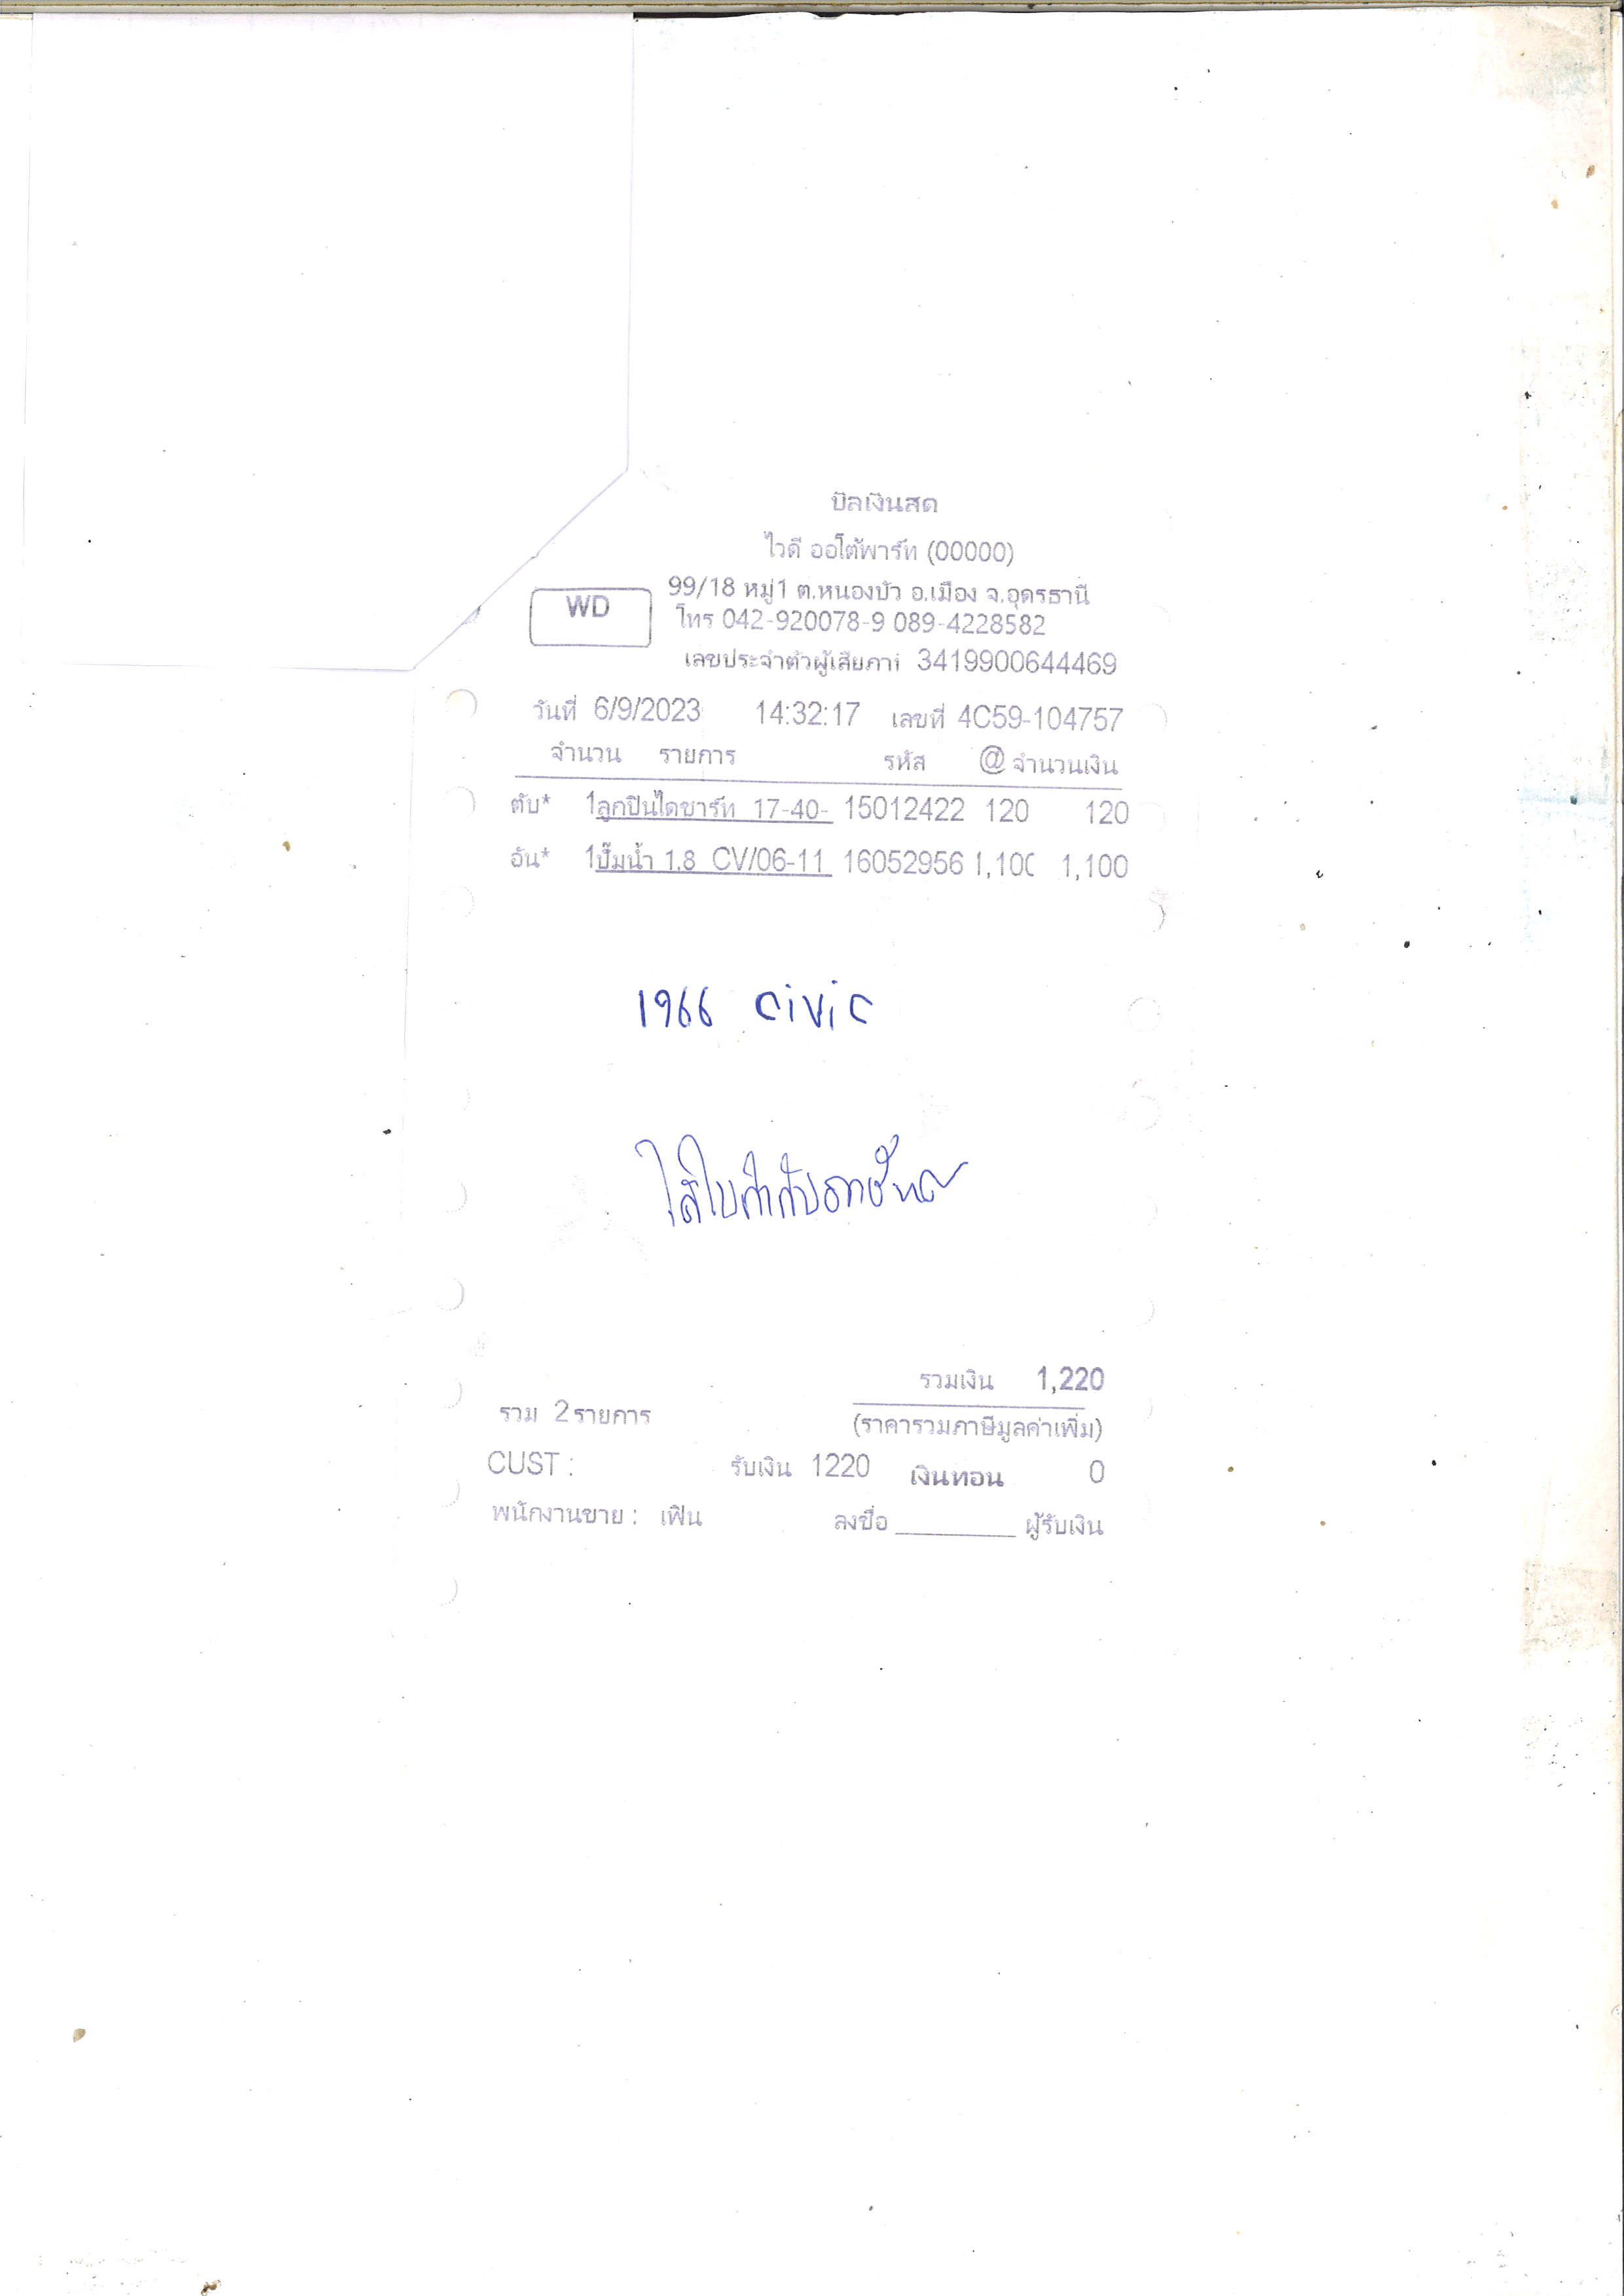 บิลเงินสด
ไวดี ออโต้พาร์ท (00000)
WD
99/18 หมู่1 ต.หนองบัว อ.เมือง จ.อุดรธานี
โทร 042-920078-9 089-4228582
เลขประจำตัวผู้เสียภาษี 3419900644469
วันที่ 6/9/2023 14:32:17 เลขที่ 4C59-104757
จำนวน รายการ รหัส @ จำนวนเงิน
ตับ* 1ลูกปืนไดชาร์ท 17-40- 15012422 120 120
อัน* 1ปั๊มน้ำ 1.8 CV/06-11 16052956 1,100 1,100
1966 civic
รวมเงิน 1,220
รวม 2รายการ (ราคารวมภาษีมูลค่าเพิ่ม)
CUST : รับเงิน 1220 เงินทอน 0
พนักงานขาย : เฟิน ลงชื่อ ________ ผู้รับเงิน